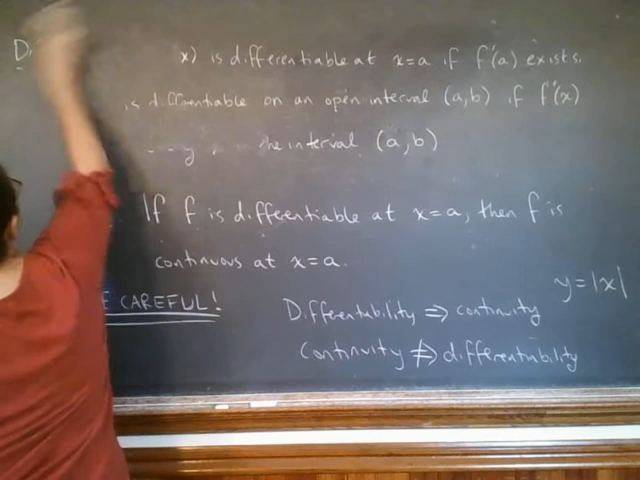 D
x) is differentiable at x=a if f'(a) exists.
is differentiable on an open interval (a,b) if f'(x)
y he interval (a,b)
If f is differentiable at x=a, then f is
continuous at x=a.
E CAREFUL!
y=|x|
Differentiability ⇒ continuity
Continuity ⇏ differentiability